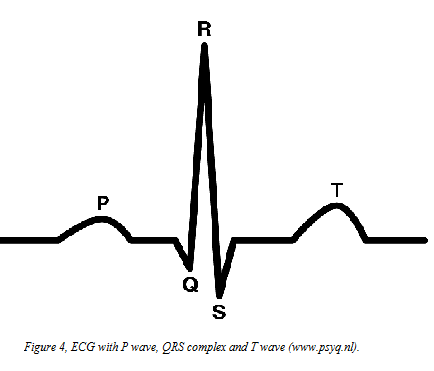 R
P
T
Q
S
Figure 4, ECG with P wave, QRS complex and T wave (www.psyq.nl).